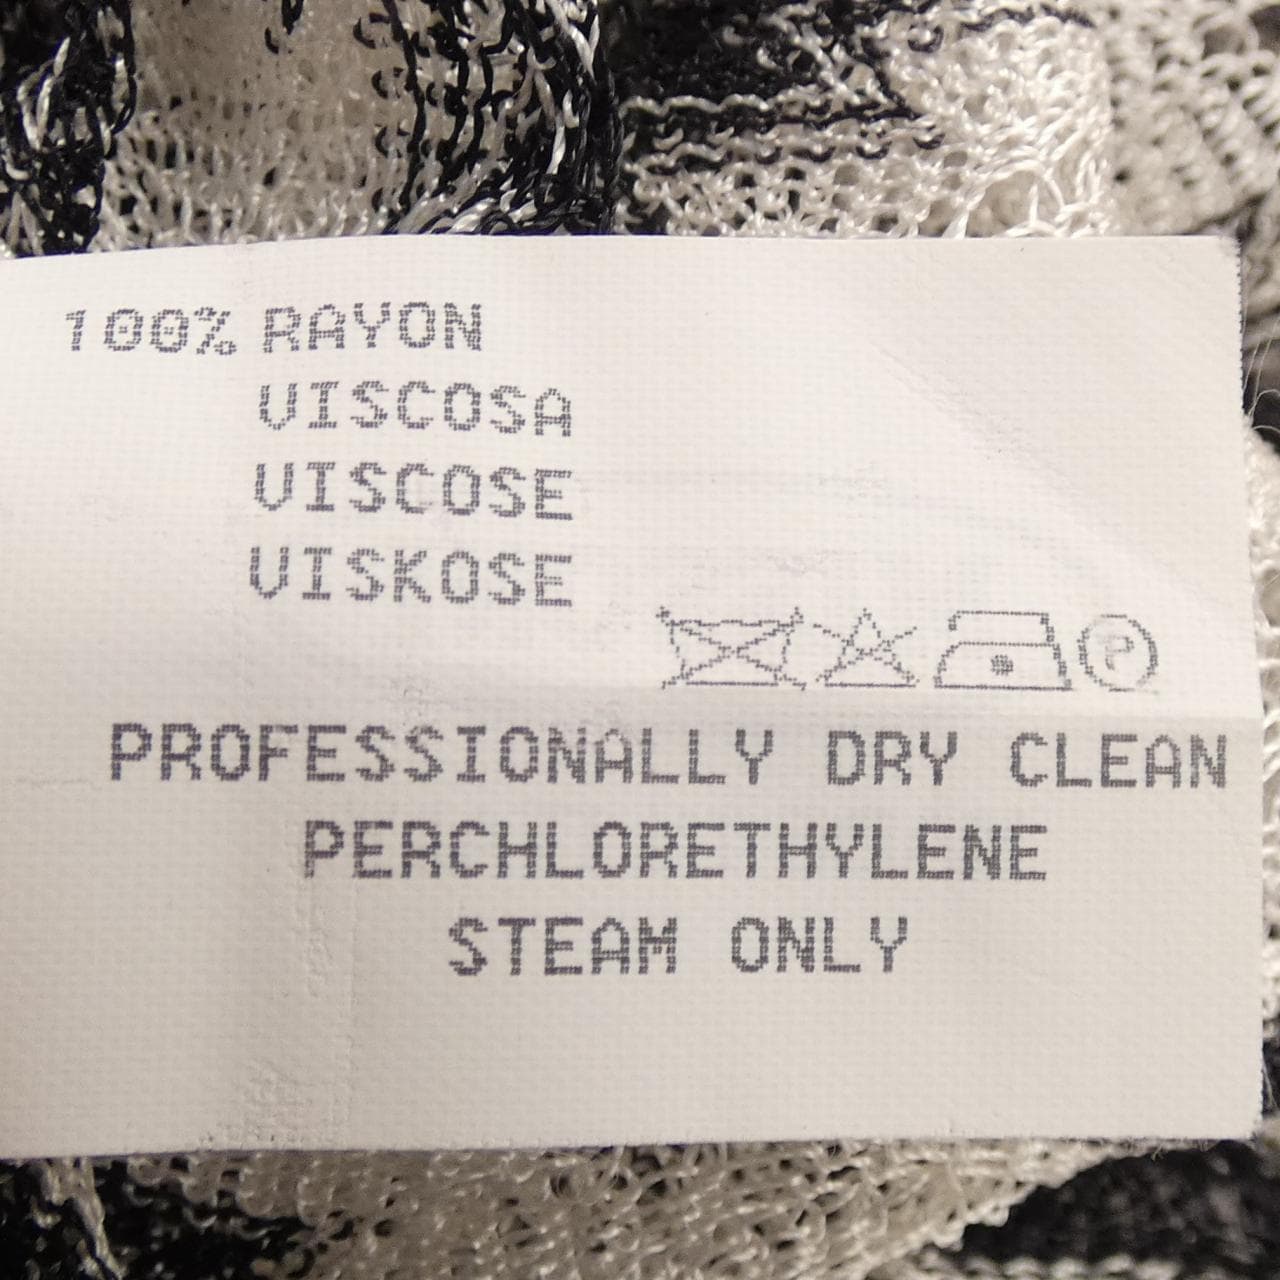 100% RAYON
VISCOSA
VISCOSE
VISKOSE
P
PROFESSIONALLY DRY CLEAN
PERCHLORETHYLENE
STEAM ONLY